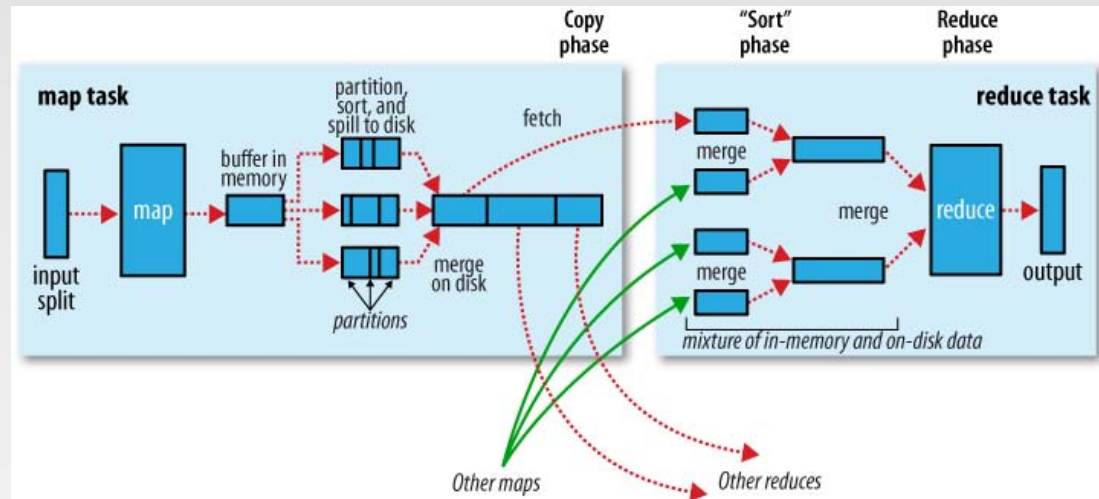 Copy
phase
“Sort”
phase
Reduce
phase
map task
partition,
sort, and
spill to disk
fetch
buffer in
memory
map
input
split
merge
on disk
partitions
reduce task
merge
merge
merge
reduce
output
mixture of in-memory and on-disk data
Other maps
Other reduces